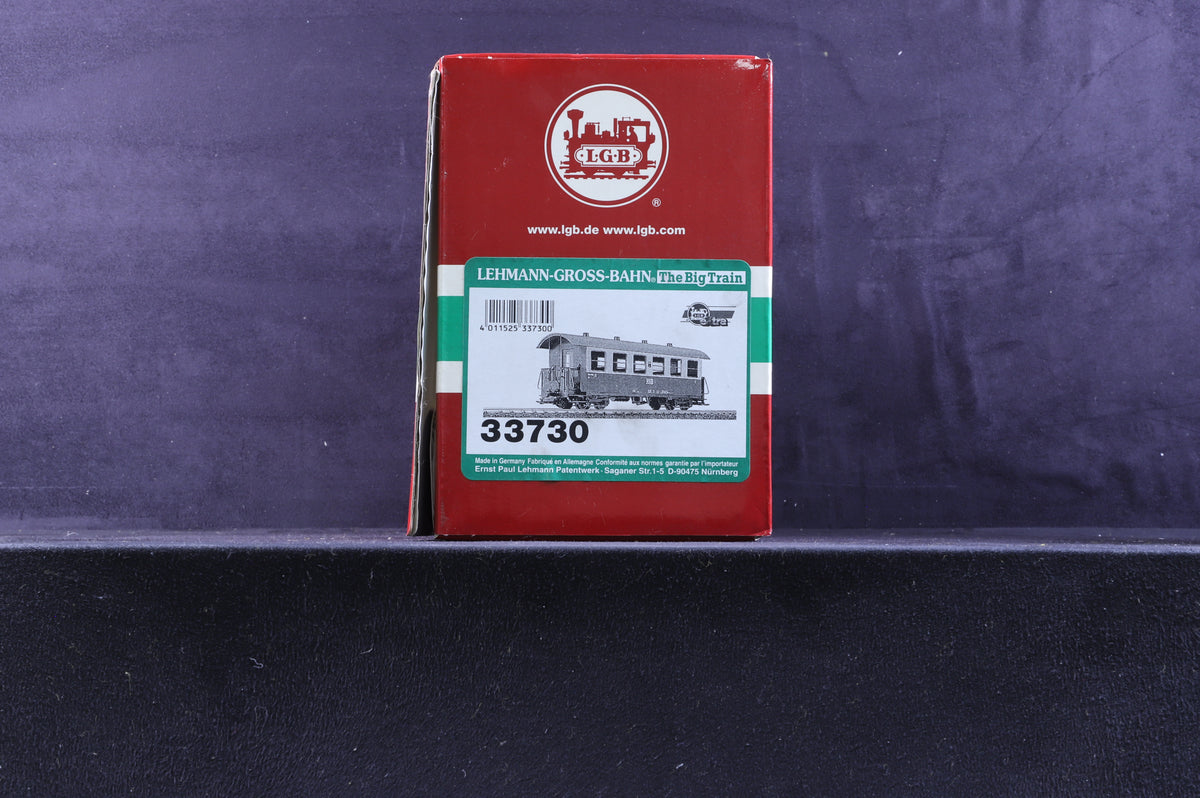 L·G·B
®
www.lgb.de www.lgb.com
LEHMANN-GROSS-BAHN® The Big Train
4 011525 337300
33730
Made in Germany Fabriqué en Allemagne Conformité aux normes garantie par l'importateur
Ernst Paul Lehmann Patentwerk · Saganer Str.1-5 D-90475 Nürnberg